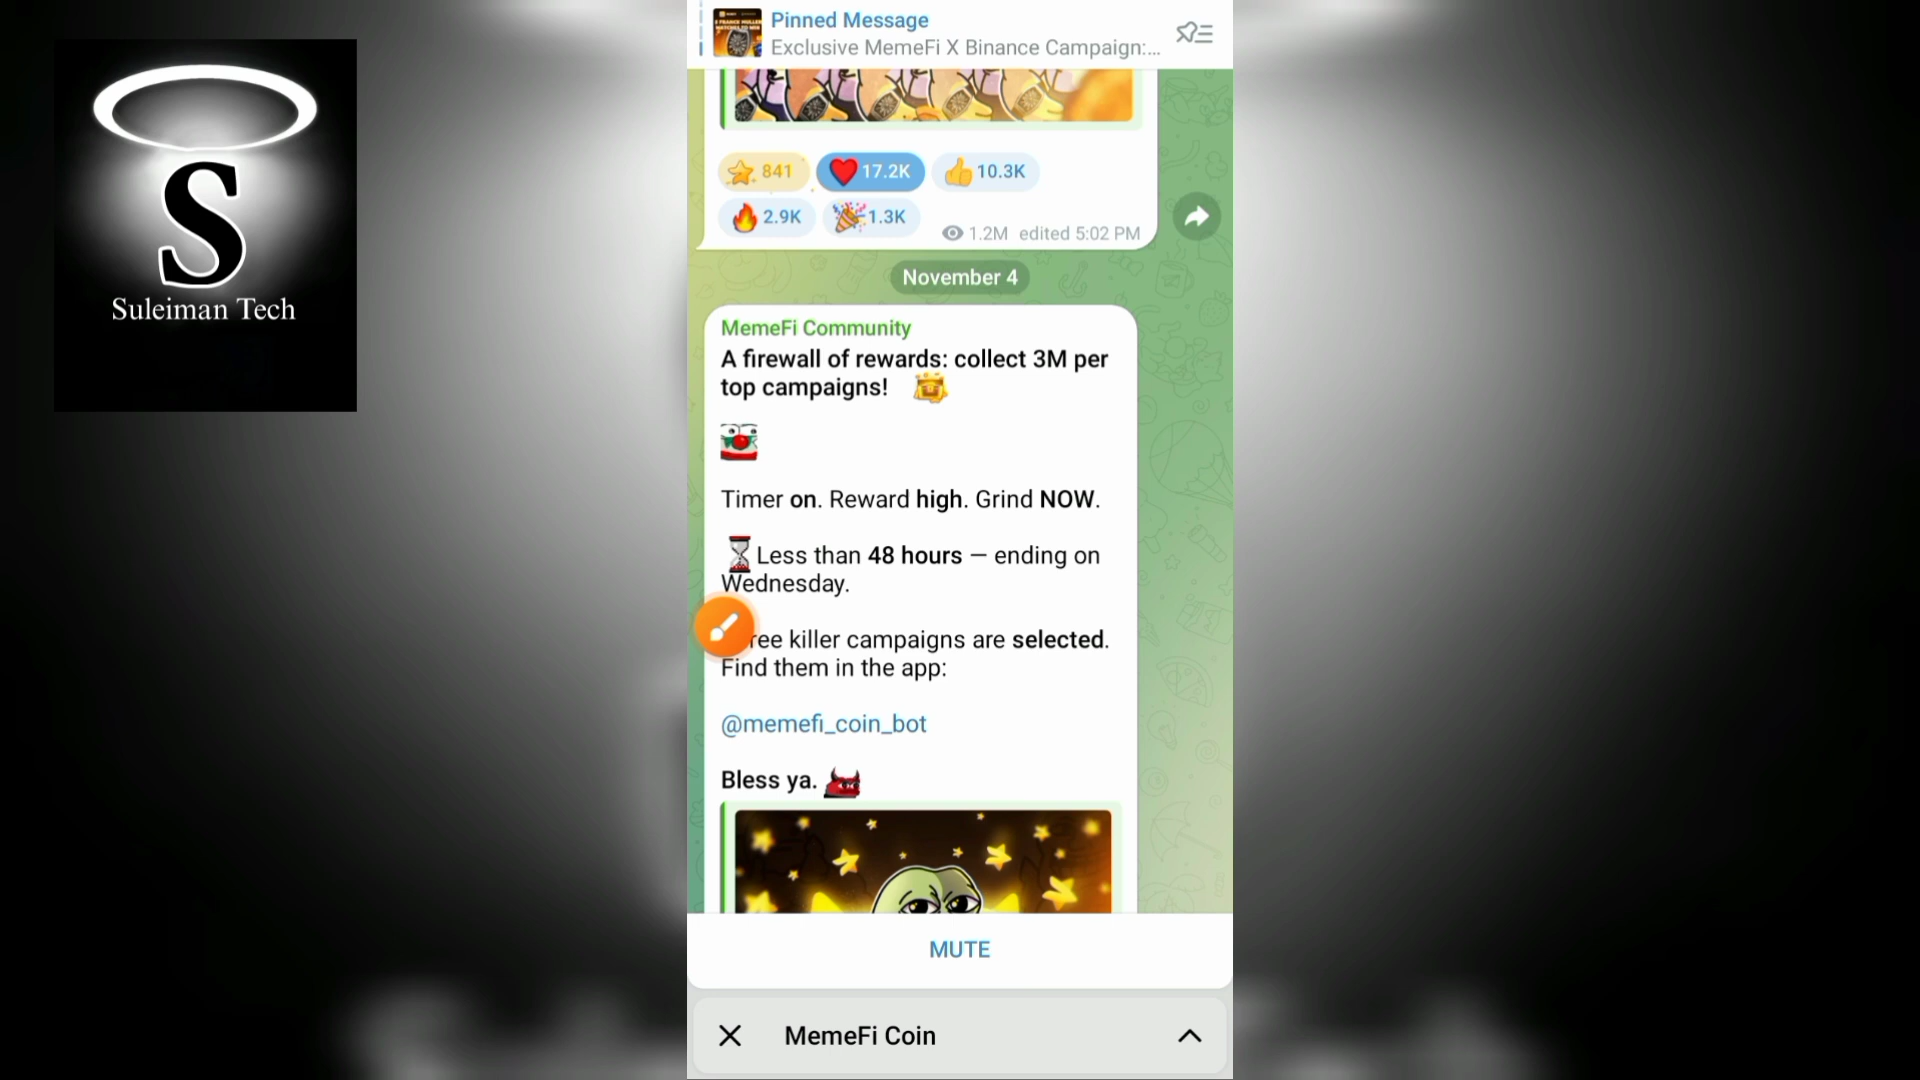 S
Suleiman Tech
Pinned Message
Exclusive MemeFi X Binance Campaign:...
841
17.2K
10.3K
2.9K
1.3K
1.2M edited 5:02 PM
November 4
MemeFi Community
A firewall of rewards: collect 3M per
top campaigns!
Timer on. Reward high. Grind NOW.
Less than 48 hours — ending on
Wednesday.
ree killer campaigns are selected.
Find them in the app:
@memefi_coin_bot
Bless ya.
MUTE
MemeFi Coin